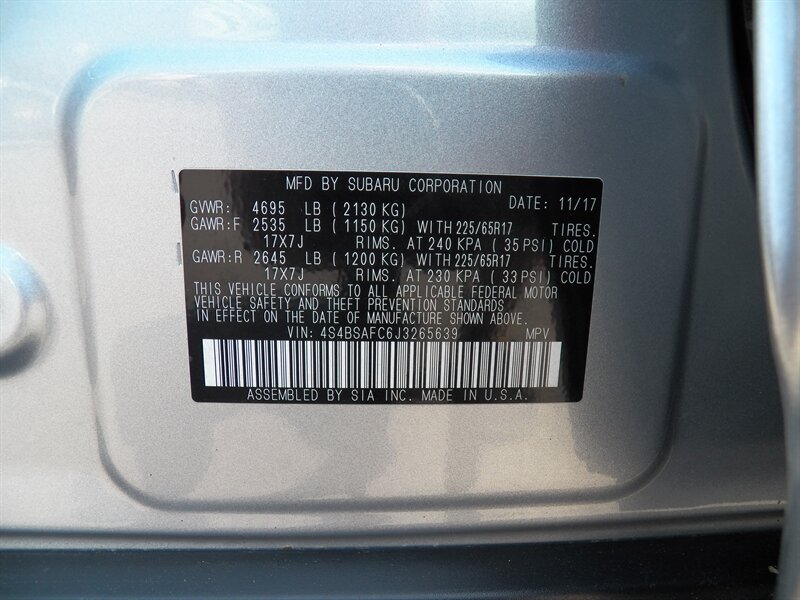 MFD BY SUBARU CORPORATION
GVWR: 4695 LB ( 2130 KG) DATE: 11/17
GAWR:F 2535 LB ( 1150 KG) WITH 225/65R17 TIRES.
17X7J RIMS. AT 240 KPA ( 35 PSI) COLD
GAWR:R 2645 LB ( 1200 KG) WITH 225/65R17 TIRES.
17X7J RIMS. AT 230 KPA ( 33 PSI) COLD
THIS VEHICLE CONFORMS TO ALL APPLICABLE FEDERAL MOTOR
VEHICLE SAFETY AND THEFT PREVENTION STANDARDS
IN EFFECT ON THE DATE OF MANUFACTURE SHOWN ABOVE.
VIN: 4S4BSAFC6J3265639 MPV
ASSEMBLED BY SIA INC. MADE IN U.S.A.